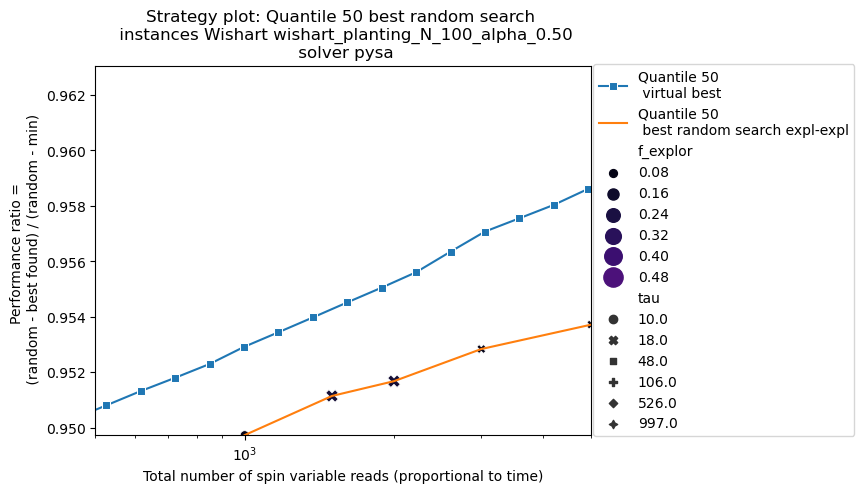 Strategy plot: Quantile 50 best random search
instances Wishart wishart_planting_N_100_alpha_0.50
solver pysa
Performance ratio =
(random - best found) / (random - min)
0.962
0.960
0.958
0.956
0.954
0.952
0.950
10^3
Total number of spin variable reads (proportional to time)
Quantile 50
virtual best
Quantile 50
best random search expl-expl
f_explor
0.08
0.16
0.24
0.32
0.40
0.48
tau
10.0
18.0
48.0
106.0
526.0
997.0